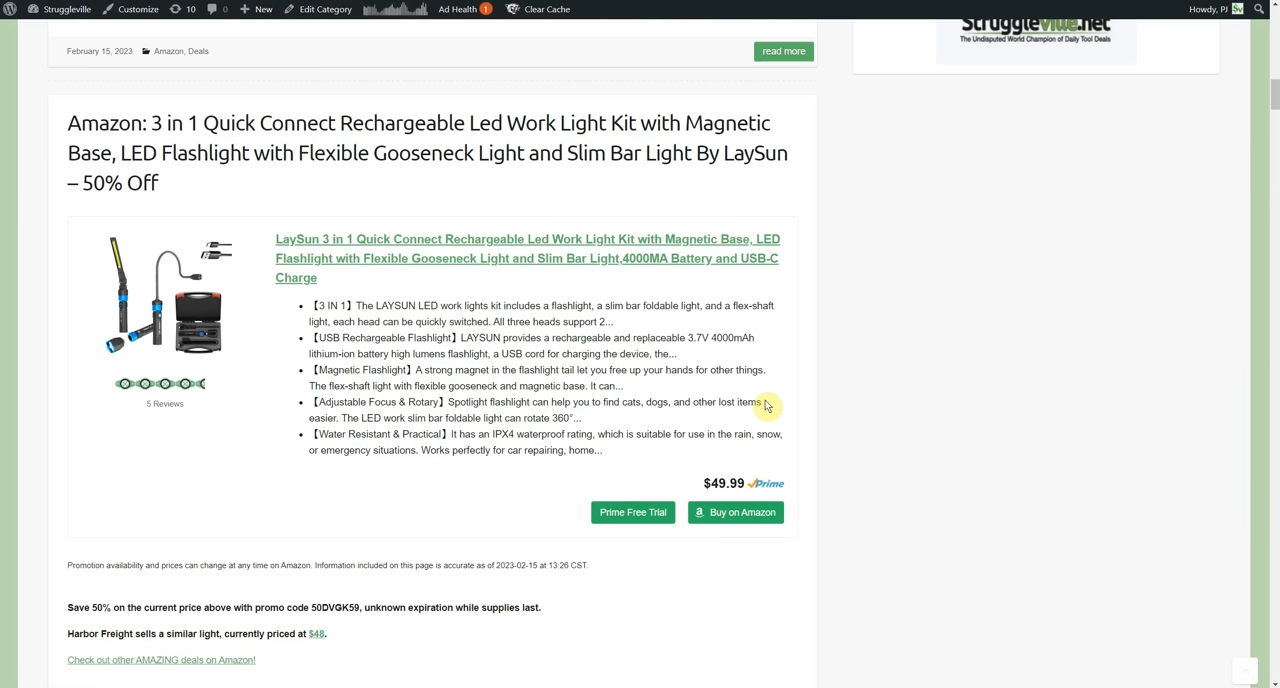 Struggleville Customize 10 0 New Edit Category Ad Health 1 Clear Cache Howdy, PJ
Struggleville.net
The Undisputed World Champion of Daily Tool Deals
February 15, 2023 Amazon, Deals read more
Amazon: 3 in 1 Quick Connect Rechargeable Led Work Light Kit with Magnetic
Base, LED Flashlight with Flexible Gooseneck Light and Slim Bar Light By LaySun
– 50% Off
LaySun 3 in 1 Quick Connect Rechargeable Led Work Light Kit with Magnetic Base, LED
Flashlight with Flexible Gooseneck Light and Slim Bar Light,4000MA Battery and USB-C
Charge
• 【3 IN 1】The LAYSUN LED work lights kit includes a flashlight, a slim bar foldable light, and a flex-shaft
light, each head can be quickly switched. All three heads support 2...
• 【USB Rechargeable Flashlight】LAYSUN provides a rechargeable and replaceable 3.7V 4000mAh
lithium-ion battery high lumens flashlight, a USB cord for charging the device, the...
• 【Magnetic Flashlight】A strong magnet in the flashlight tail let you free up your hands for other things.
The flex-shaft light with flexible gooseneck and magnetic base. It can...
• 【Adjustable Focus & Rotary】Spotlight flashlight can help you to find cats, dogs, and other lost items
easier. The LED work slim bar foldable light can rotate 360°...
• 【Water Resistant & Practical】It has an IPX4 waterproof rating, which is suitable for use in the rain, snow,
or emergency situations. Works perfectly for car repairing, home...
5 Reviews
$49.99 Prime
Prime Free Trial Buy on Amazon
Promotion availability and prices can change at any time on Amazon. Information included on this page is accurate as of 2023-02-15 at 13:26 CST.
Save 50% on the current price above with promo code 50DVGK59, unknown expiration while supplies last.
Harbor Freight sells a similar light, currently priced at $48.
Check out other AMAZING deals on Amazon!